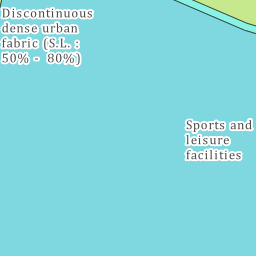 Discontinuous
dense urban
fabric (S.L. :
50% - 80%)
Sports and
leisure
facilities